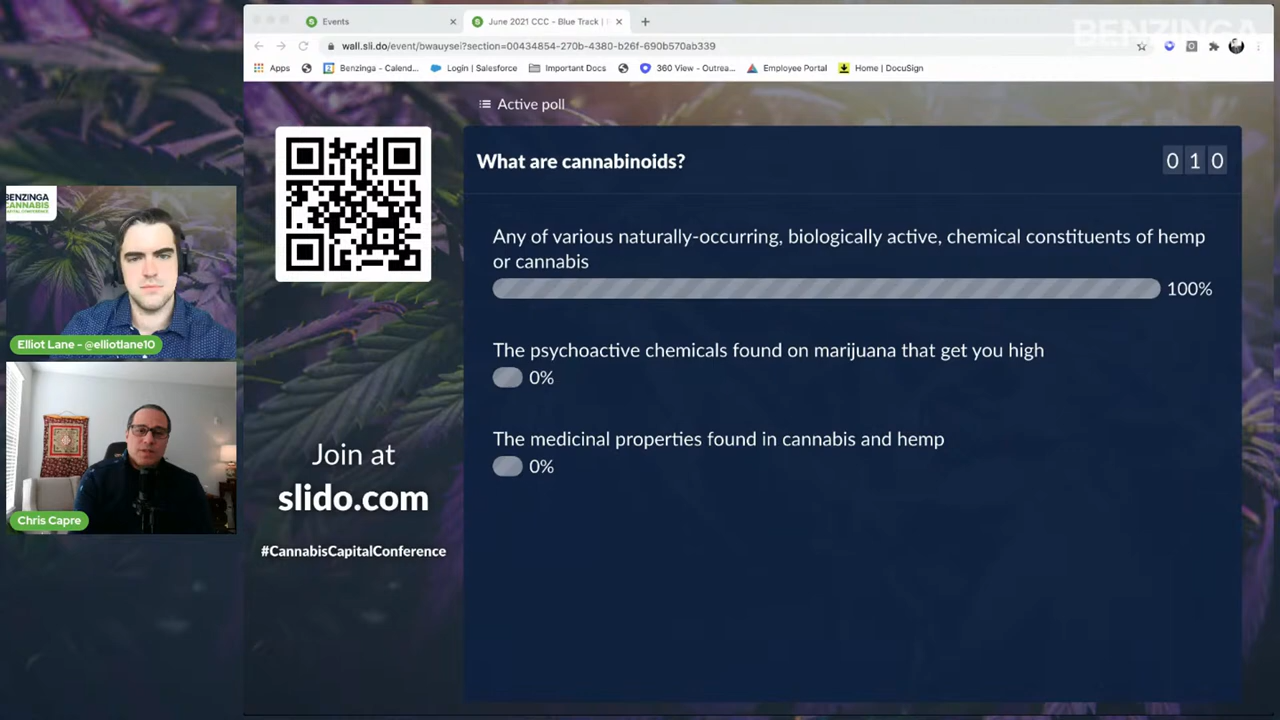 Events
June 2021 CCC - Blue Track |
BENZINGA
wall.sli.do/event/bwauysei?section=00434854-270b-4380-b26f-690b570ab339
Apps
Benzinga - Calend...
Login | Salesforce
Important Docs
360 View - Outrea...
Employee Portal
Home | DocuSign
Active poll
What are cannabinoids?
0 1 0
Any of various naturally-occurring, biologically active, chemical constituents of hemp
or cannabis
100%
The psychoactive chemicals found on marijuana that get you high
0%
The medicinal properties found in cannabis and hemp
0%
Join at
slido.com
#CannabisCapitalConference
BENZINGA
CANNABIS
CAPITAL CONFERENCE
Elliot Lane - @elliotlane10
Chris Capre